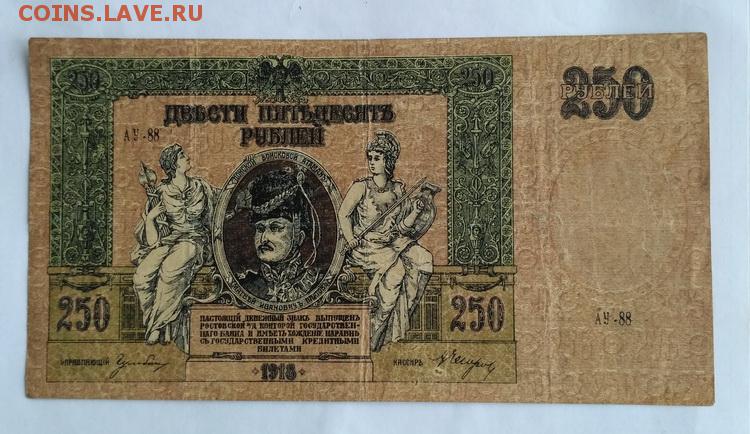 COINS.LAVE.RU
250
250
250
РУБЛЕЙ
ДВѢСТИ ПЯТЬДЕСЯТЪ
РУБЛЕЙ
АУ-88
250
250
АУ-88
НАСТОЯЩІЙ ДЕНЕЖНЫЙ ЗНАКЪ ВЫПУЩЕНЪ
РОСТОВСКОЙ Н/Д КОНТОРОЙ ГОСУДАРСТВЕН-
НАГО БАНКА И ИМѢЕТЪ ХОЖДЕНІЕ НАРАВНѢ
СЪ ГОСУДАРСТВЕННЫМИ КРЕДИТНЫМИ
БИЛЕТАМИ
УПРАВЛЯЮЩІЙ
КАССИРЪ
1918